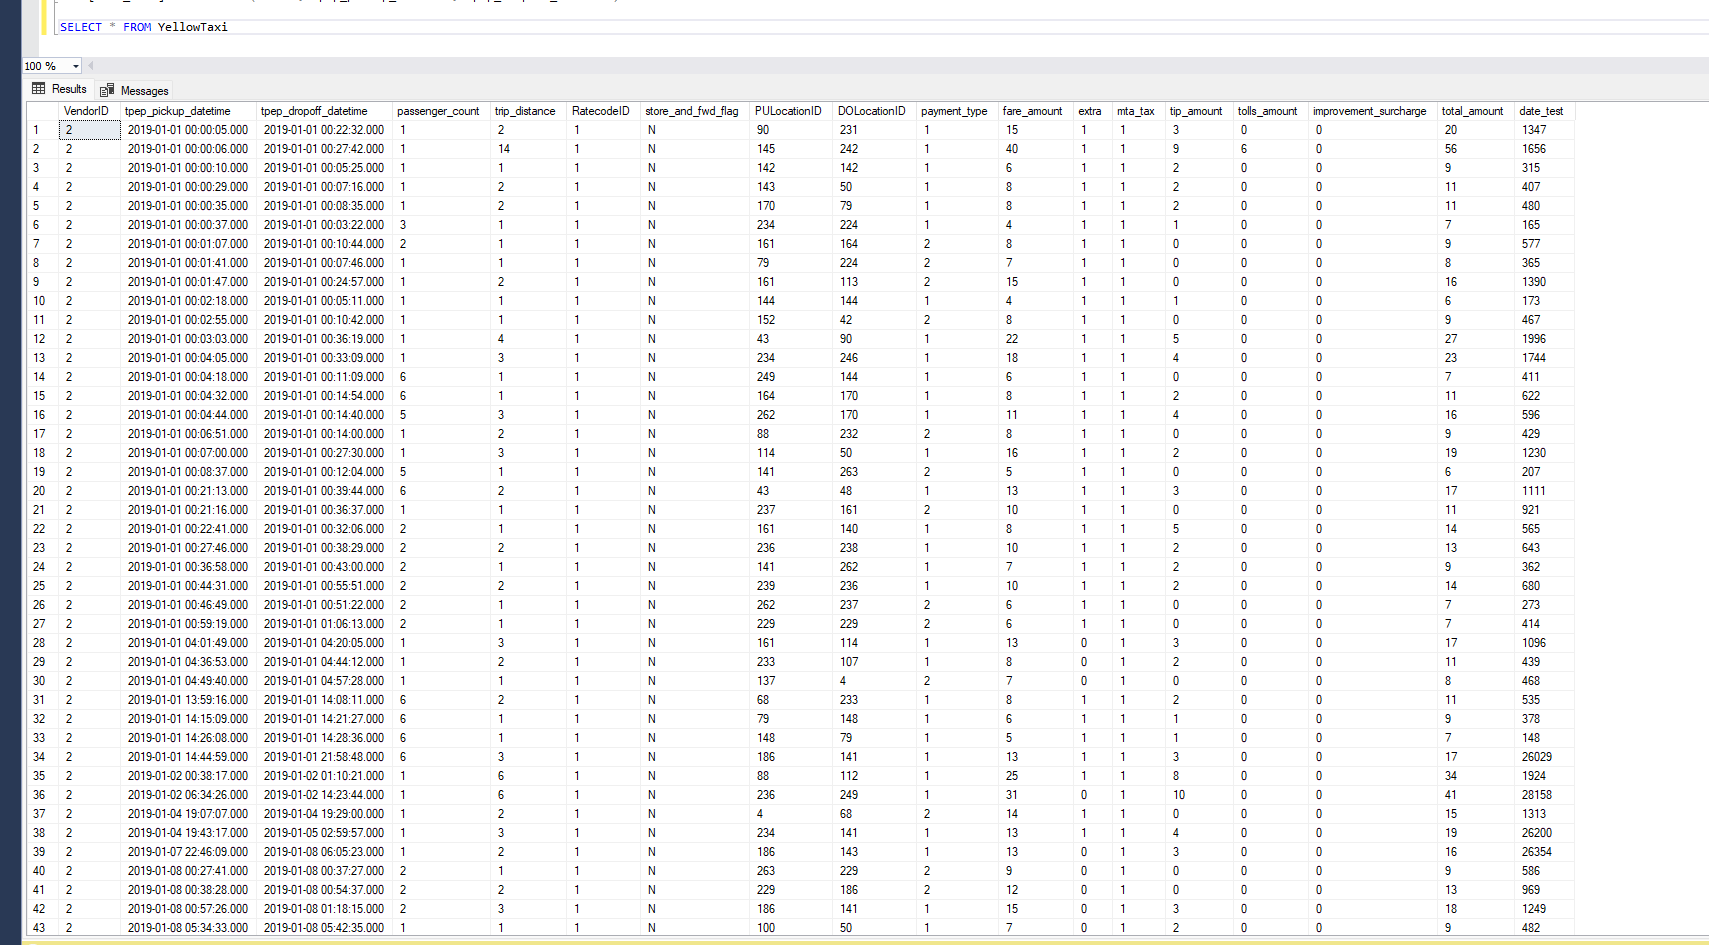 SELECT * FROM YellowTaxi
100 %
Results Messages
VendorID tpep_pickup_datetime tpep_dropoff_datetime passenger_count trip_distance RatecodeID store_and_fwd_flag PULocationID DOLocationID payment_type fare_amount extra mta_tax tip_amount tolls_amount improvement_surcharge total_amount date_test
1 2 2019-01-01 00:00:05.000 2019-01-01 00:22:32.000 1 2 1 N 90 231 1 15 1 1 3 0 0 20 1347
2 2 2019-01-01 00:00:06.000 2019-01-01 00:27:42.000 1 14 1 N 145 242 1 40 1 1 9 6 0 56 1656
3 2 2019-01-01 00:00:10.000 2019-01-01 00:05:25.000 1 1 1 N 142 142 1 6 1 1 2 0 0 9 315
4 2 2019-01-01 00:00:29.000 2019-01-01 00:07:16.000 1 2 1 N 143 50 1 8 1 1 2 0 0 11 407
5 2 2019-01-01 00:00:35.000 2019-01-01 00:08:35.000 1 2 1 N 170 79 1 8 1 1 2 0 0 11 480
6 2 2019-01-01 00:00:37.000 2019-01-01 00:03:22.000 3 1 1 N 234 224 1 4 1 1 1 0 0 7 165
7 2 2019-01-01 00:01:07.000 2019-01-01 00:10:44.000 2 1 1 N 161 164 2 8 1 1 0 0 0 9 577
8 2 2019-01-01 00:01:41.000 2019-01-01 00:07:46.000 1 1 1 N 79 224 2 7 1 1 0 0 0 8 365
9 2 2019-01-01 00:01:47.000 2019-01-01 00:24:57.000 1 2 1 N 161 113 2 15 1 1 0 0 0 16 1390
10 2 2019-01-01 00:02:18.000 2019-01-01 00:05:11.000 1 1 1 N 144 144 1 4 1 1 1 0 0 6 173
11 2 2019-01-01 00:02:55.000 2019-01-01 00:10:42.000 1 1 1 N 152 42 2 8 1 1 0 0 0 9 467
12 2 2019-01-01 00:03:03.000 2019-01-01 00:36:19.000 1 4 1 N 43 90 1 22 1 1 5 0 0 27 1996
13 2 2019-01-01 00:04:05.000 2019-01-01 00:33:09.000 1 3 1 N 234 246 1 18 1 1 4 0 0 23 1744
14 2 2019-01-01 00:04:18.000 2019-01-01 00:11:09.000 6 1 1 N 249 144 1 6 1 1 0 0 0 7 411
15 2 2019-01-01 00:04:32.000 2019-01-01 00:14:54.000 6 1 1 N 164 170 1 8 1 1 2 0 0 11 622
16 2 2019-01-01 00:04:44.000 2019-01-01 00:14:40.000 5 3 1 N 262 170 1 11 1 1 4 0 0 16 596
17 2 2019-01-01 00:06:51.000 2019-01-01 00:14:00.000 1 2 1 N 88 232 2 8 1 1 0 0 0 9 429
18 2 2019-01-01 00:07:00.000 2019-01-01 00:27:30.000 1 3 1 N 114 50 1 16 1 1 2 0 0 19 1230
19 2 2019-01-01 00:08:37.000 2019-01-01 00:12:04.000 5 1 1 N 141 263 2 5 1 1 0 0 0 6 207
20 2 2019-01-01 00:21:13.000 2019-01-01 00:39:44.000 6 2 1 N 43 48 1 13 1 1 3 0 0 17 1111
21 2 2019-01-01 00:21:16.000 2019-01-01 00:36:37.000 1 1 1 N 237 161 2 10 1 1 0 0 0 11 921
22 2 2019-01-01 00:22:41.000 2019-01-01 00:32:06.000 2 1 1 N 161 140 1 8 1 1 5 0 0 14 565
23 2 2019-01-01 00:27:46.000 2019-01-01 00:38:29.000 2 2 1 N 236 238 1 10 1 1 2 0 0 13 643
24 2 2019-01-01 00:36:58.000 2019-01-01 00:43:00.000 2 1 1 N 141 262 1 7 1 1 2 0 0 9 362
25 2 2019-01-01 00:44:31.000 2019-01-01 00:55:51.000 2 2 1 N 239 236 1 10 1 1 2 0 0 14 680
26 2 2019-01-01 00:46:49.000 2019-01-01 00:51:22.000 2 1 1 N 262 237 2 6 1 1 0 0 0 7 273
27 2 2019-01-01 00:59:19.000 2019-01-01 01:06:13.000 2 1 1 N 229 229 2 6 1 1 0 0 0 7 414
28 2 2019-01-01 04:01:49.000 2019-01-01 04:20:05.000 1 3 1 N 161 114 1 13 0 1 3 0 0 17 1096
29 2 2019-01-01 04:36:53.000 2019-01-01 04:44:12.000 1 2 1 N 233 107 1 8 0 1 2 0 0 11 439
30 2 2019-01-01 04:49:40.000 2019-01-01 04:57:28.000 1 1 1 N 137 4 2 7 0 1 0 0 0 8 468
31 2 2019-01-01 13:59:16.000 2019-01-01 14:08:11.000 6 2 1 N 68 233 1 8 1 1 2 0 0 11 535
32 2 2019-01-01 14:15:09.000 2019-01-01 14:21:27.000 6 1 1 N 79 148 1 6 1 1 1 0 0 9 378
33 2 2019-01-01 14:26:08.000 2019-01-01 14:28:36.000 6 1 1 N 148 79 1 5 1 1 1 0 0 7 148
34 2 2019-01-01 14:44:59.000 2019-01-01 21:58:48.000 6 3 1 N 186 141 1 13 1 1 3 0 0 17 26029
35 2 2019-01-02 00:38:17.000 2019-01-02 01:10:21.000 1 6 1 N 88 112 1 25 1 1 8 0 0 34 1924
36 2 2019-01-02 06:34:26.000 2019-01-02 14:23:44.000 1 6 1 N 236 249 1 31 0 1 10 0 0 41 28158
37 2 2019-01-04 19:07:07.000 2019-01-04 19:29:00.000 1 2 1 N 4 68 2 14 1 1 0 0 0 15 1313
38 2 2019-01-04 19:43:17.000 2019-01-05 02:59:57.000 1 3 1 N 234 141 1 13 1 1 4 0 0 19 26200
39 2 2019-01-07 22:46:09.000 2019-01-08 06:05:23.000 1 2 1 N 186 143 1 13 0 1 3 0 0 16 26354
40 2 2019-01-08 00:27:41.000 2019-01-08 00:37:27.000 2 1 1 N 263 229 2 9 0 1 0 0 0 9 586
41 2 2019-01-08 00:38:28.000 2019-01-08 00:54:37.000 2 2 1 N 229 186 2 12 0 1 0 0 0 13 969
42 2 2019-01-08 00:57:26.000 2019-01-08 01:18:15.000 2 3 1 N 186 141 1 15 0 1 3 0 0 18 1249
43 2 2019-01-08 05:34:33.000 2019-01-08 05:42:35.000 1 1 1 N 100 50 1 7 0 1 2 0 0 9 482